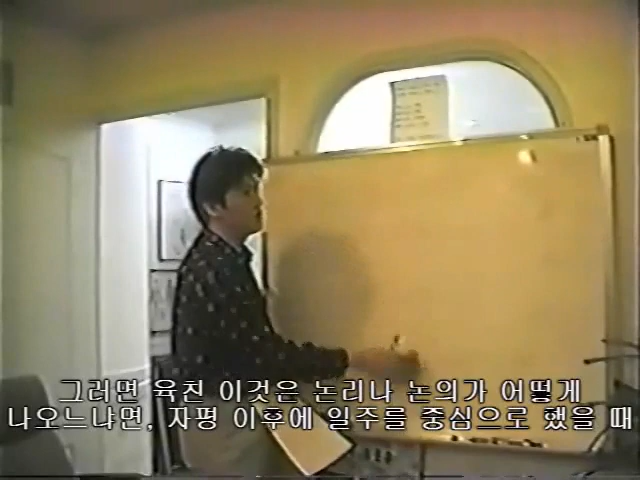 그러면 육친 이것은 논리나 논의가 어떻게
나오느냐면, 자평 이후에 일주를 중심으로 했을 때